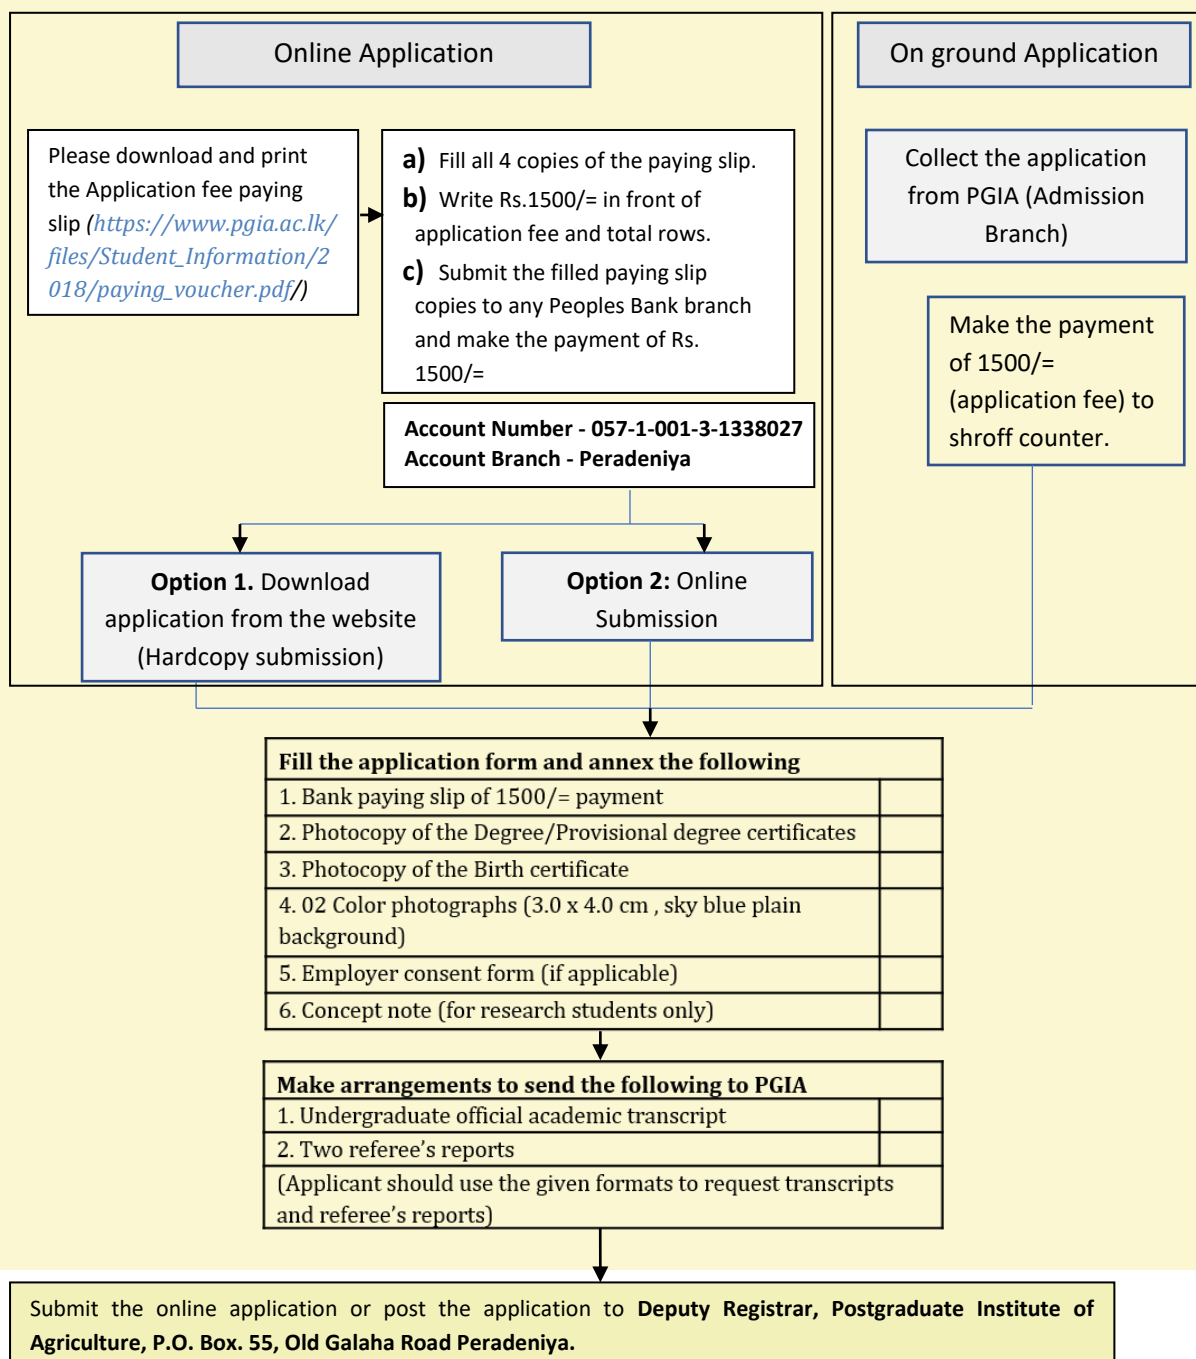 Online Application
Please download and print
the Application fee paying
slip (https://www.pgia.ac.lk/
files/Student_Information/2
018/paying_voucher.pdf/)
a) Fill all 4 copies of the paying slip.
b) Write Rs.1500/= in front of
application fee and total rows.
c) Submit the filled paying slip
copies to any Peoples Bank branch
and make the payment of Rs.
1500/=
Account Number - 057-1-001-3-1338027
Account Branch - Peradeniya
Option 1. Download
application from the website
(Hardcopy submission)
Option 2: Online
Submission
On ground Application
Collect the application
from PGIA (Admission
Branch)
Make the payment
of 1500/=
(application fee) to
shroff counter.
Fill the application form and annex the following
1. Bank paying slip of 1500/= payment
2. Photocopy of the Degree/Provisional degree certificates
3. Photocopy of the Birth certificate
4. 02 Color photographs (3.0 x 4.0 cm , sky blue plain
background)
5. Employer consent form (if applicable)
6. Concept note (for research students only)
Make arrangements to send the following to PGIA
1. Undergraduate official academic transcript
2. Two referee's reports
(Applicant should use the given formats to request transcripts
and referee's reports)
Submit the online application or post the application to Deputy Registrar, Postgraduate Institute of
Agriculture, P.O. Box. 55, Old Galaha Road Peradeniya.